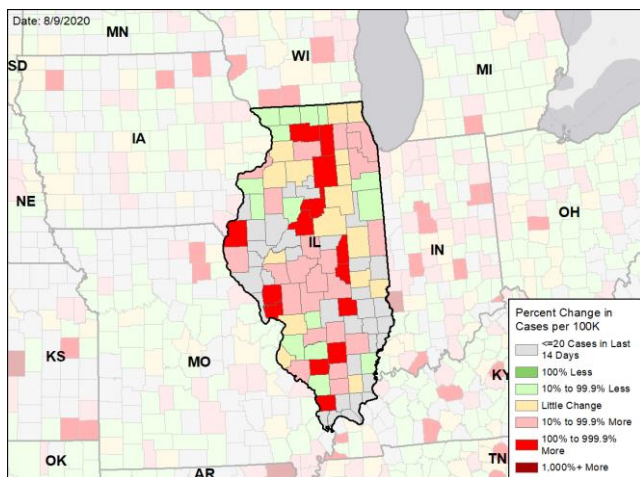 Date: 8/9/2020
MN
SD
WI
MI
IA
NE
OH
IL
IN
KS
MO
KY
OK
AR
TN
Percent Change in
Cases per 100K
<=20 Cases in Last
14 Days
100% Less
10% to 99.9% Less
Little Change
10% to 99.9% More
100% to 999.9%
More
1,000%+ More